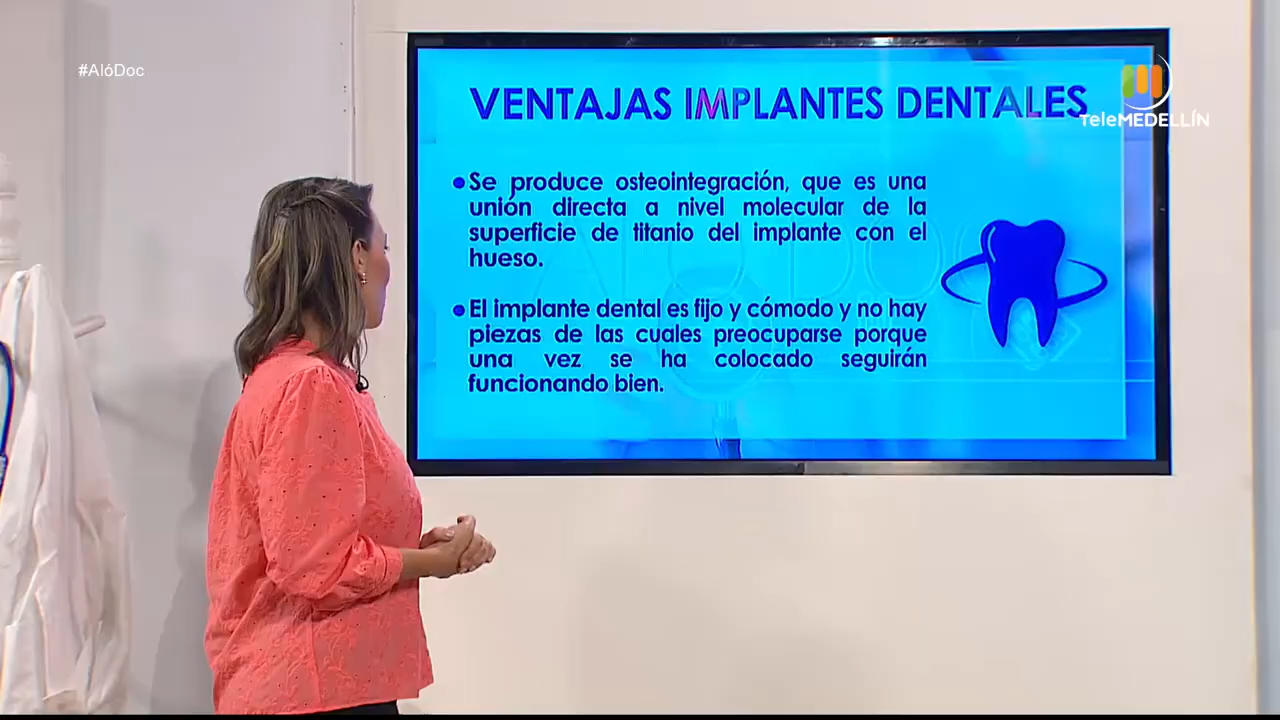 #AlóDoc
VENTAJAS IMPLANTES DENTALES
TeleMEDELLÍN
•Se produce osteointegración, que es una
unión directa a nivel molecular de la
superficie de titanio del implante con el
hueso.
•El implante dental es fijo y cómodo y no hay
piezas de las cuales preocuparse porque
una vez se ha colocado seguirán
funcionando bien.